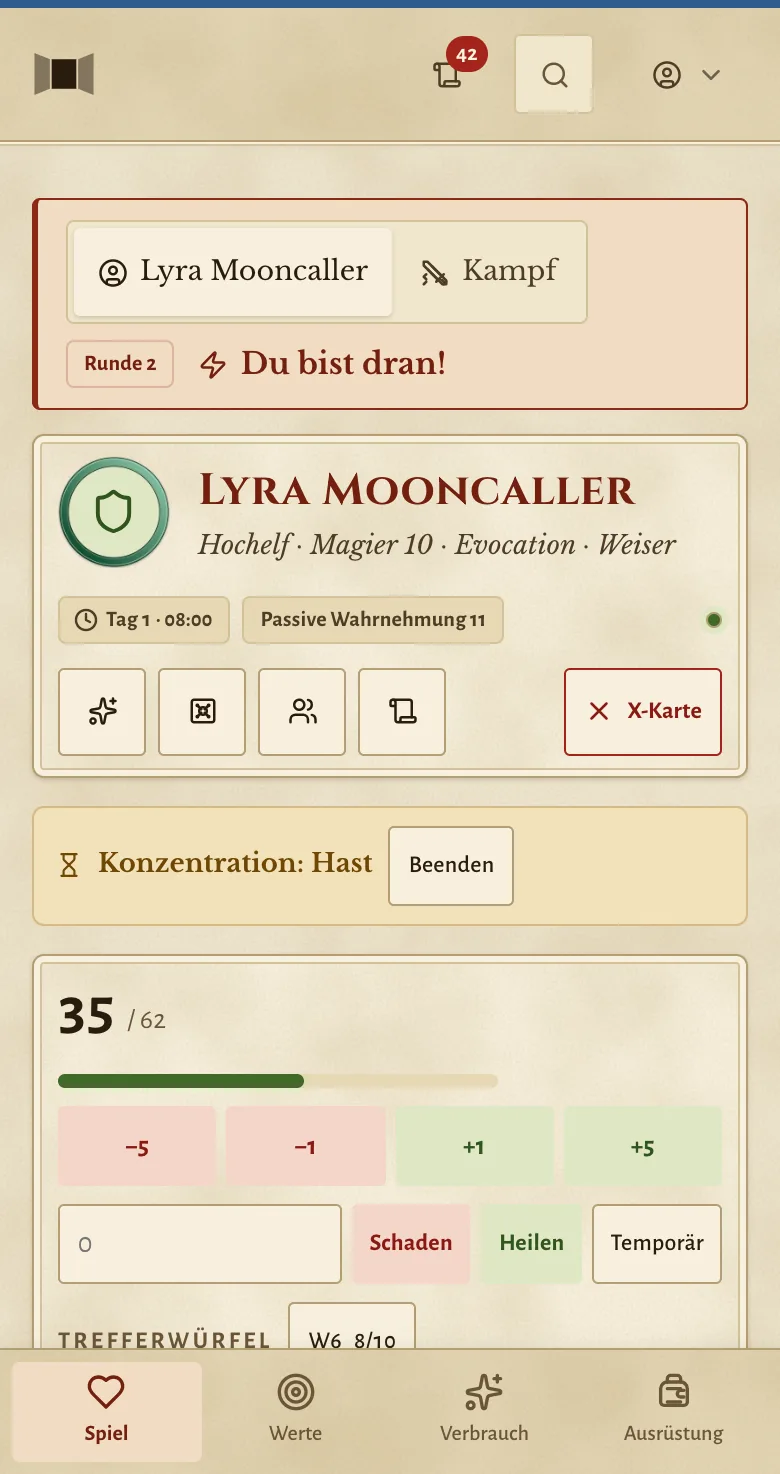 42
Lyra Mooncaller
Kampf
Runde 2
Du bist dran!
Lyra Mooncaller
Hochelf · Magier 10 · Evocation · Weiser
Tag 1 · 08:00
Passive Wahrnehmung 11
X-Karte
Konzentration: Hast
Beenden
35 / 62
−5
−1
+1
+5
0
Schaden
Heilen
Temporär
TREFFERWÜRFEL
W6 8/10
Spiel
Werte
Verbrauch
Ausrüstung